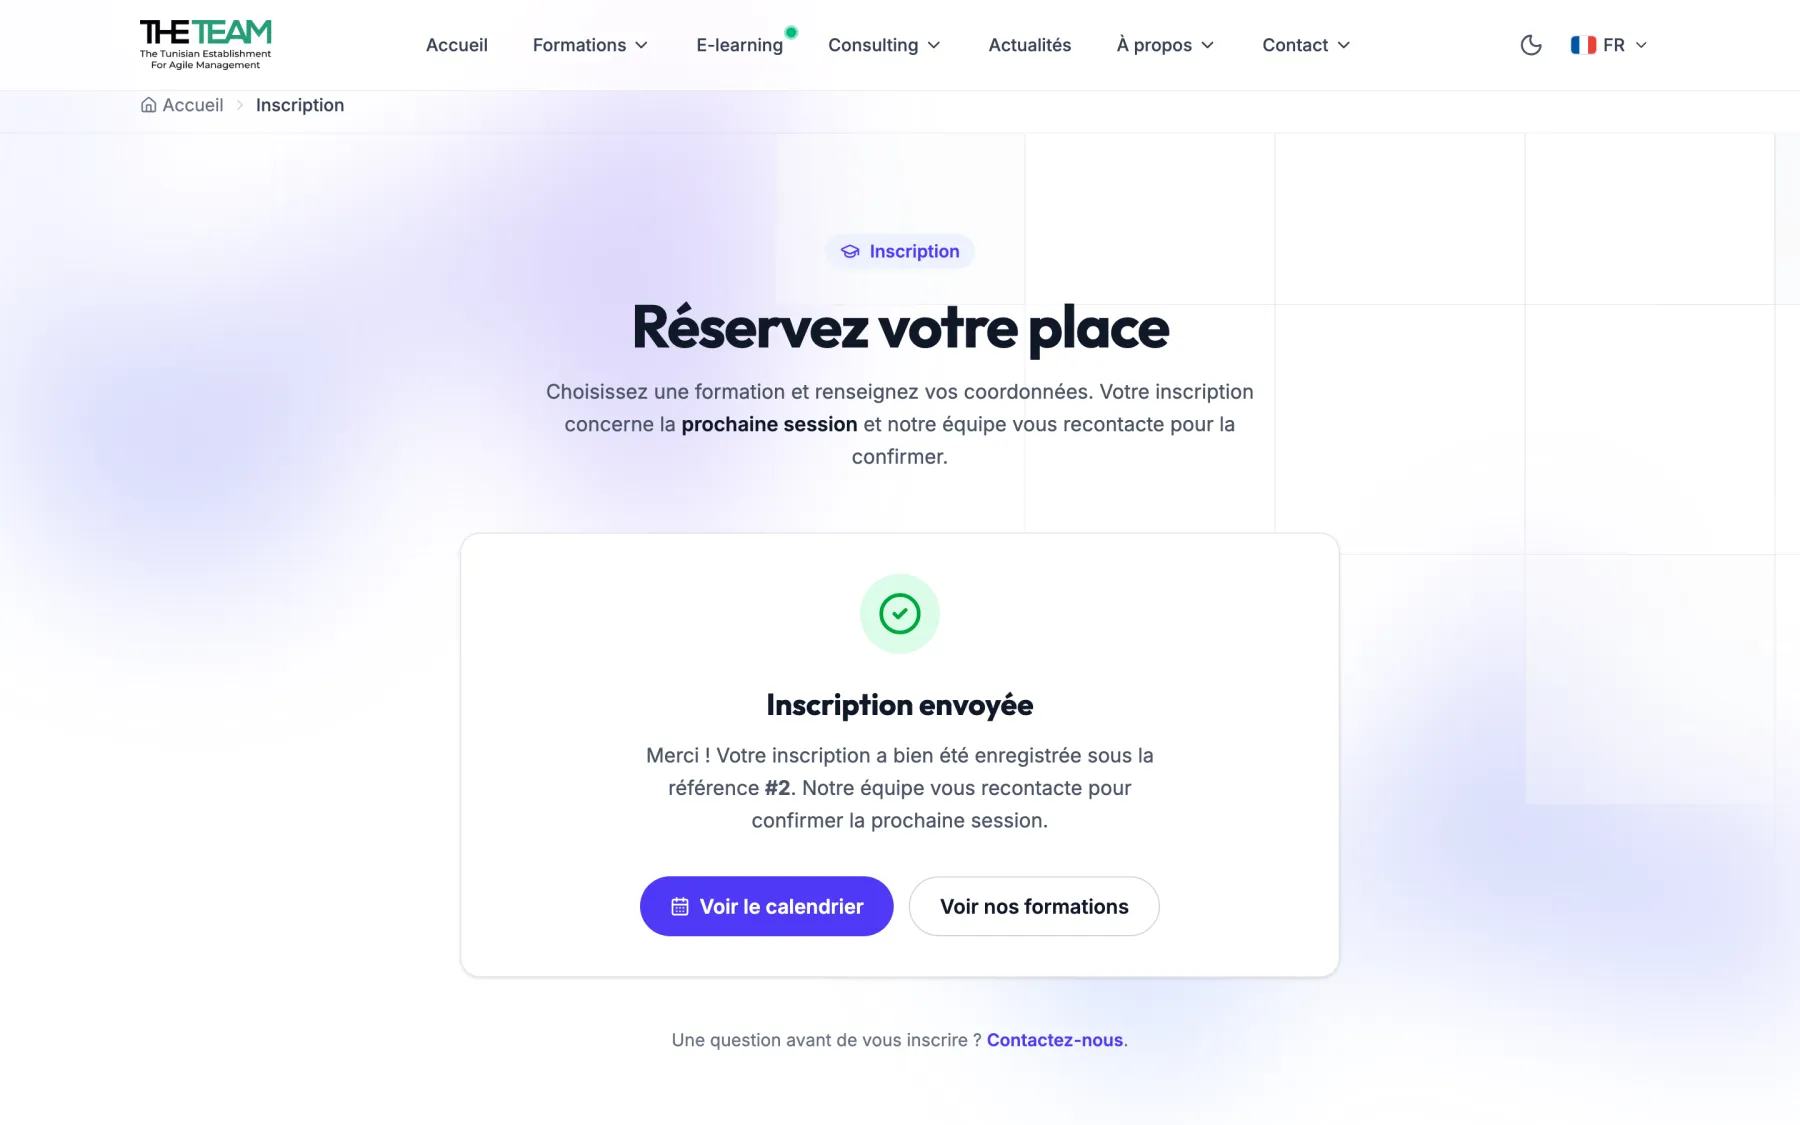 THETEAM
The Tunisian Establishment
For Agile Management
Accueil
Formations
E-learning
Consulting
Actualités
À propos
Contact
FR
Accueil
Inscription
Inscription
Réservez votre place
Choisissez une formation et renseignez vos coordonnées. Votre inscription
concerne la prochaine session et notre équipe vous recontacte pour la
confirmer.
Inscription envoyée
Merci ! Votre inscription a bien été enregistrée sous la
référence #2. Notre équipe vous recontacte pour
confirmer la prochaine session.
Voir le calendrier
Voir nos formations
Une question avant de vous inscrire ? Contactez-nous.